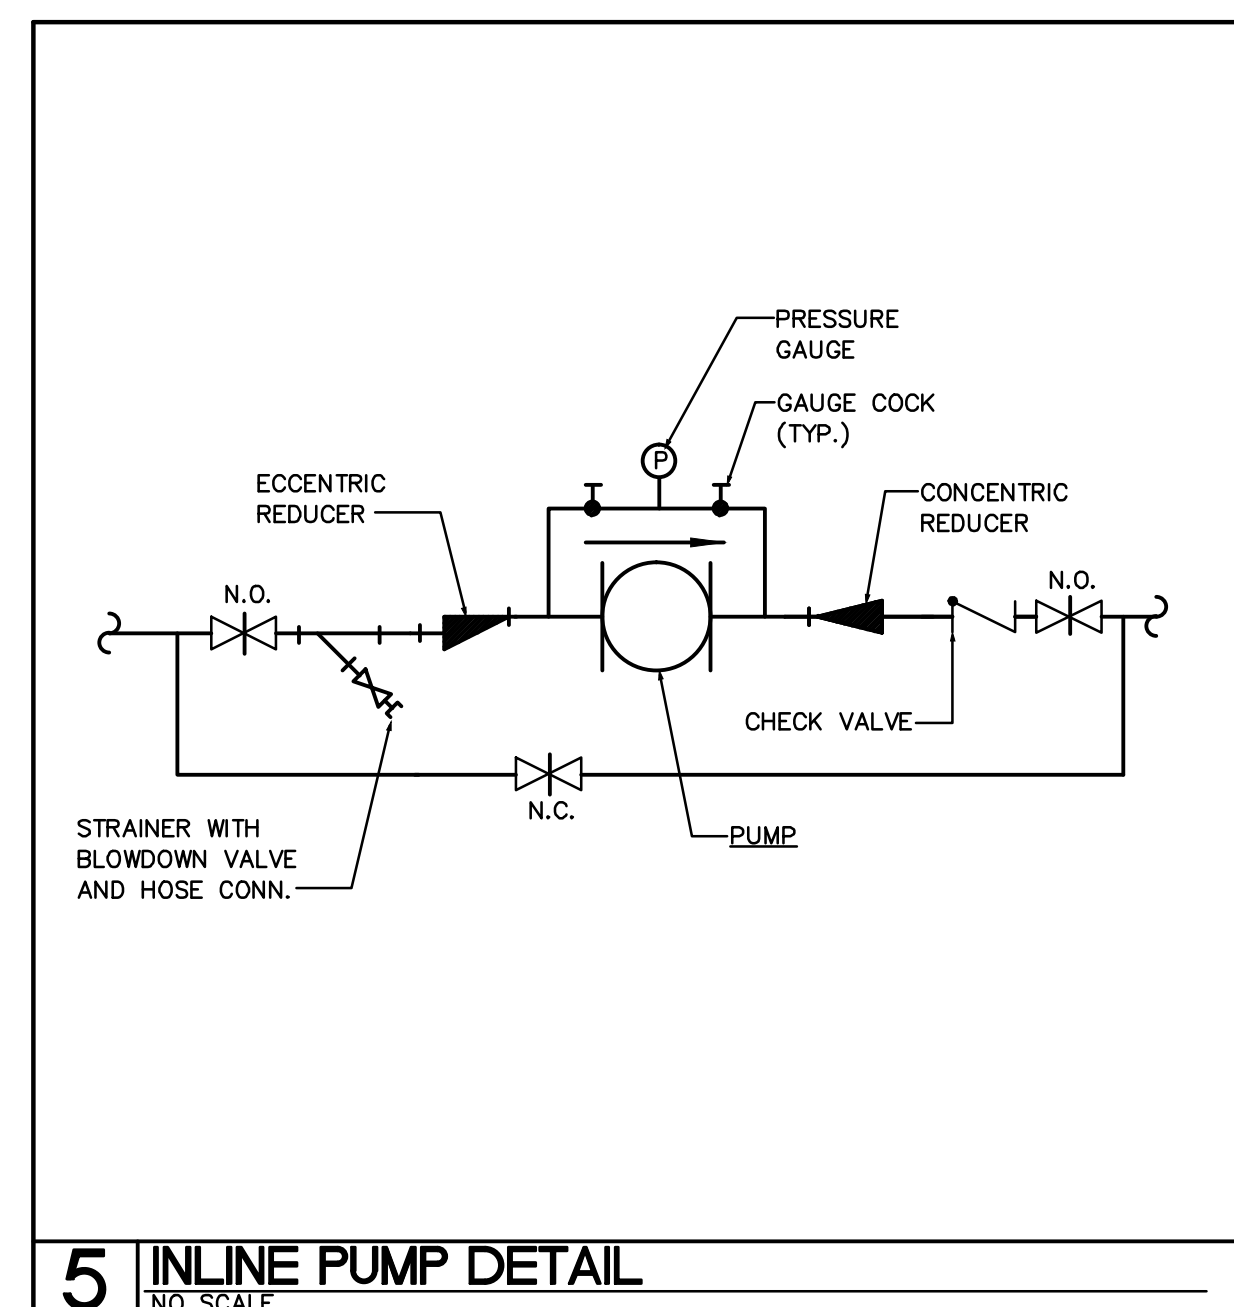 PRESSURE
GAUGE
GAUGE COCK
(TYP.)
P
ECCENTRIC
REDUCER
CONCENTRIC
REDUCER
N.O.
N.O.
CHECK VALVE
N.C.
STRAINER WITH
BLOWDOWN VALVE
AND HOSE CONN.
PUMP
5
INLINE PUMP DETAIL
NO SCALE